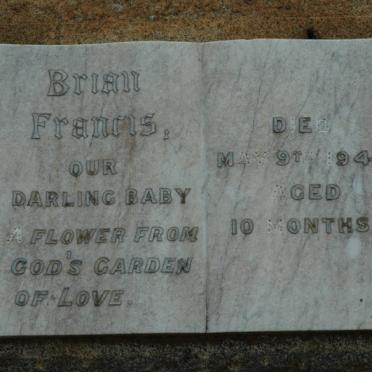 Brian
Francis,
OUR
DARLING BABY
A FLOWER FROM
GOD'S GARDEN
OF LOVE.
DIED
MAY 9TH 194
AGED
10 MONTHS